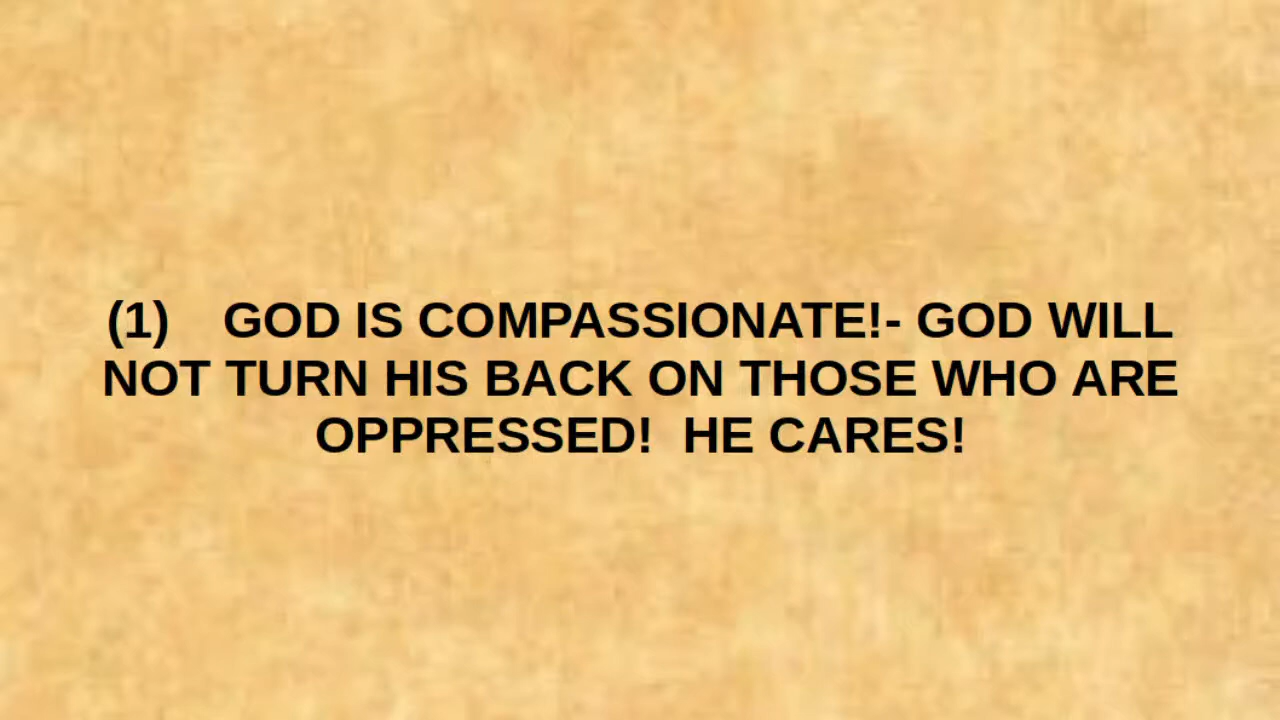 (1)    GOD IS COMPASSIONATE!- GOD WILL
NOT TURN HIS BACK ON THOSE WHO ARE
OPPRESSED!  HE CARES!